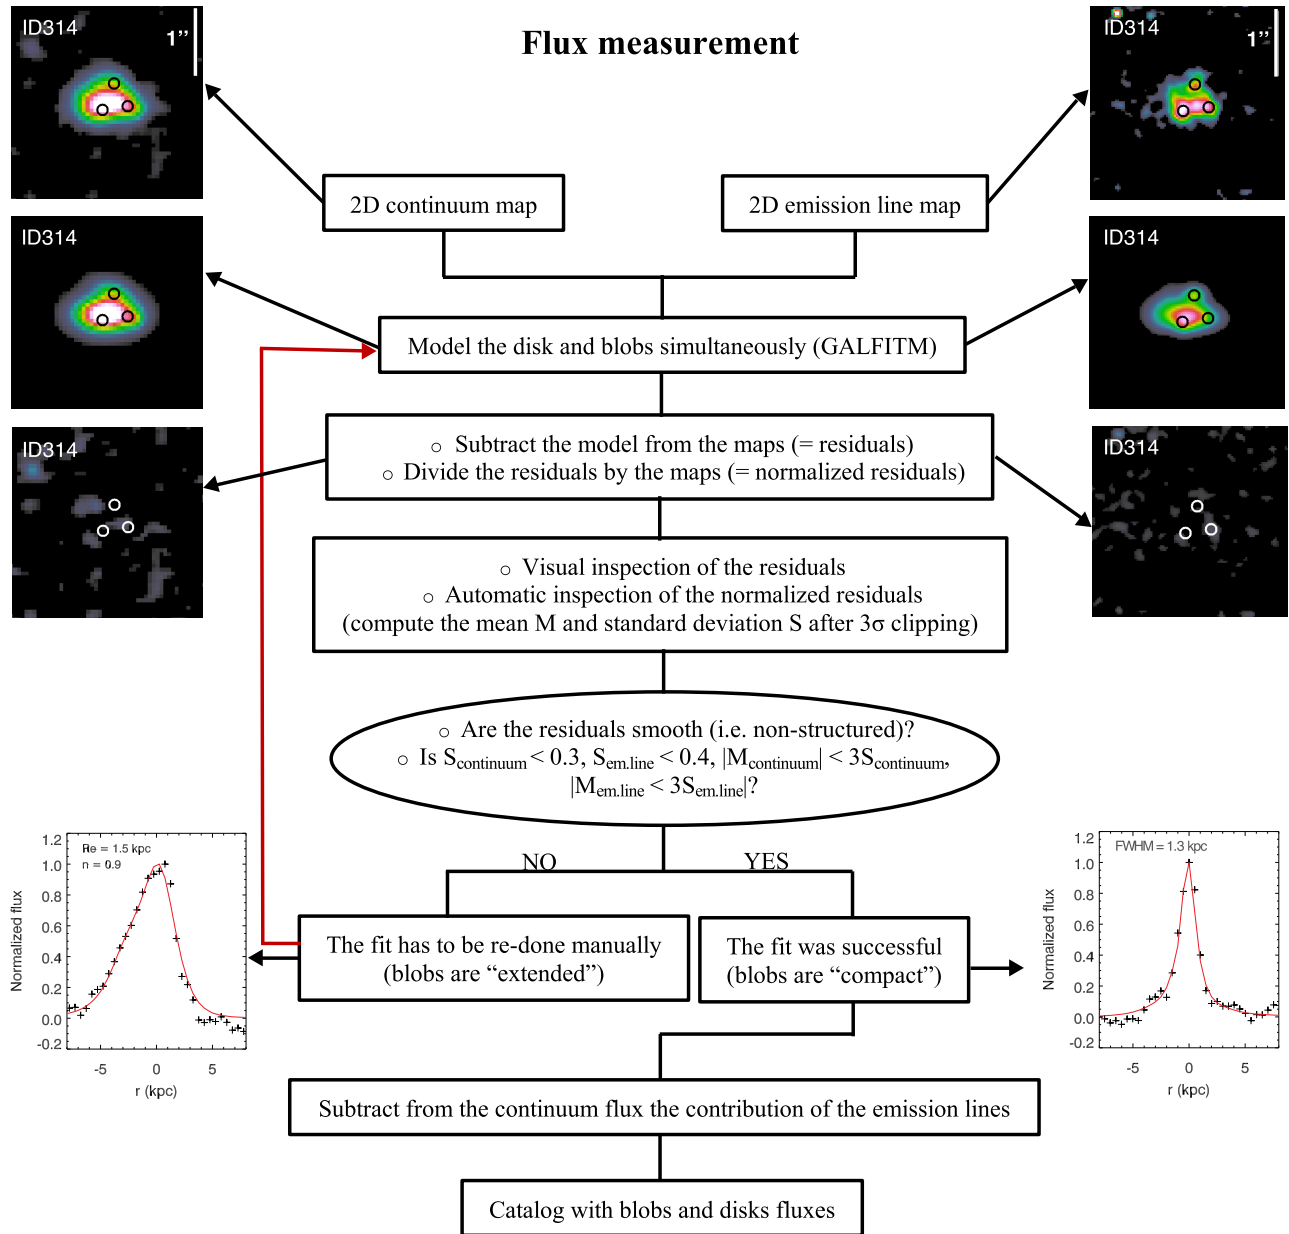 Flux measurement
ID314
1”
ID314
1”
2D continuum map
2D emission line map
ID314
ID314
Model the disk and blobs simultaneously (GALFITM)
ID314
ID314
○ Subtract the model from the maps (= residuals)
○ Divide the residuals by the maps (= normalized residuals)
○ Visual inspection of the residuals
○ Automatic inspection of the normalized residuals
(compute the mean M and standard deviation S after 3σ clipping)
○ Are the residuals smooth (i.e. non-structured)?
○ Is Scontinuum < 0.3, Sem.line < 0.4, |Mcontinuum| < 3Scontinuum,
|Mem.line < 3Sem.line|?
NO
YES
The fit has to be re-done manually
(blobs are “extended”)
The fit was successful
(blobs are “compact”)
Re = 1.5 kpc
n = 0.9
Normalized flux
1.2
1.0
0.8
0.6
0.4
0.2
0.0
-0.2
-5
0
5
r (kpc)
FWHM = 1.3 kpc
Normalized flux
1.2
1.0
0.8
0.6
0.4
0.2
0.0
-0.2
-5
0
5
r (kpc)
Subtract from the continuum flux the contribution of the emission lines
Catalog with blobs and disks fluxes